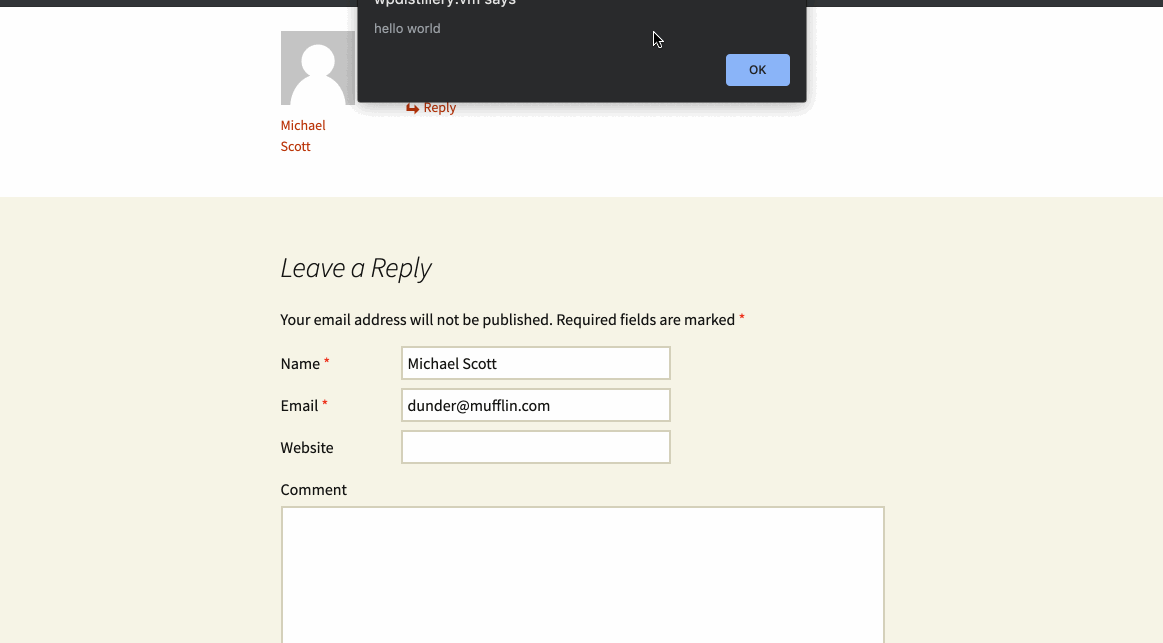 wpdistillery.vm says
hello world
OK
Reply
Michael
Scott
Leave a Reply
Your email address will not be published. Required fields are marked *
Name * Michael Scott
Email * dunder@mufflin.com
Website
Comment